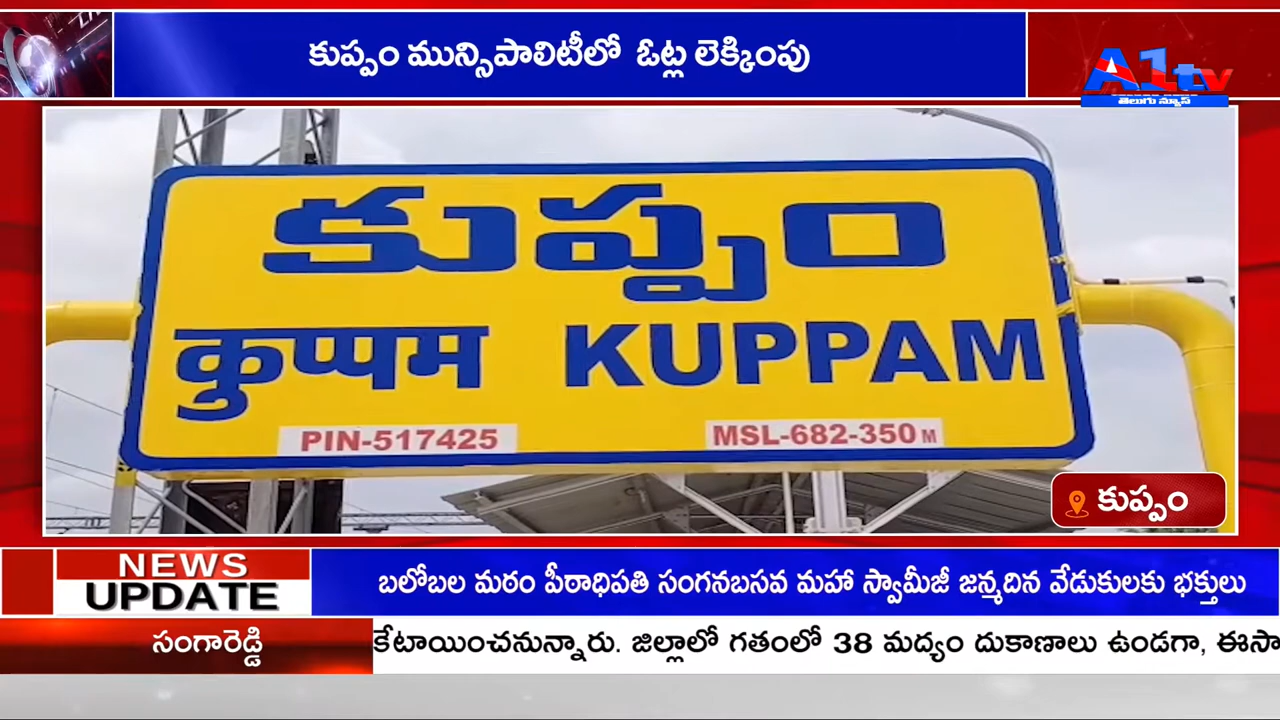 కుప్పం మున్సిపాలిటీలో ఓట్ల లెక్కింపు
A1tv
తెలుగు న్యూస్
కుప్పం
कुप्पम KUPPAM
PIN-517425 MSL-682-350 M
కుప్పం
NEWS
UPDATE
బలోబల మఠం పీఠాధిపతి సంగనబసవ మహా స్వామీజీ జన్మదిన వేడుకులకు భక్తులు
సంగారెడ్డి
కేటాయించనున్నారు. జిల్లాలో గతంలో 38 మద్యం దుకాణాలు ఉండగా, ఈసా